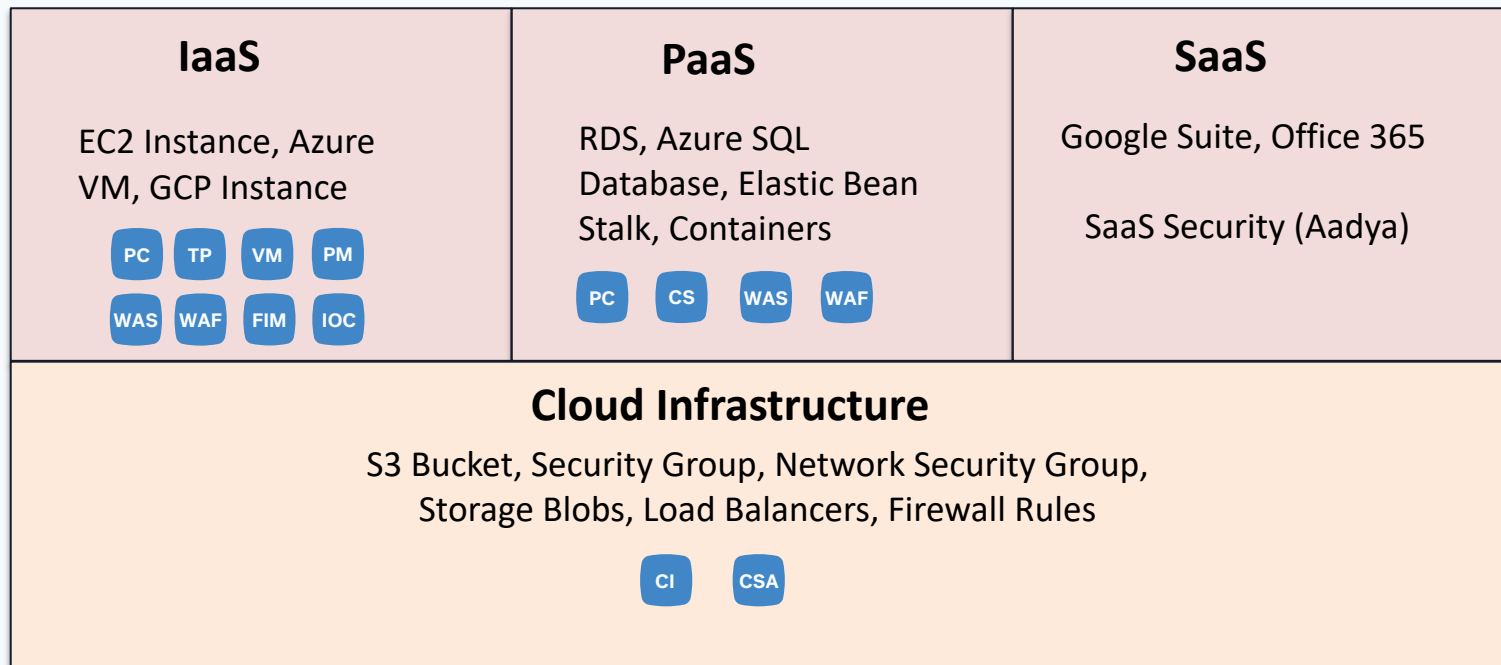 IaaS
EC2 Instance, Azure
VM, GCP Instance
PC TP VM PM
WAS WAF FIM IOC
PaaS
RDS, Azure SQL
Database, Elastic Bean
Stalk, Containers
PC CS WAS WAF
SaaS
Google Suite, Office 365
SaaS Security (Aadya)
Cloud Infrastructure
S3 Bucket, Security Group, Network Security Group,
Storage Blobs, Load Balancers, Firewall Rules
CI CSA